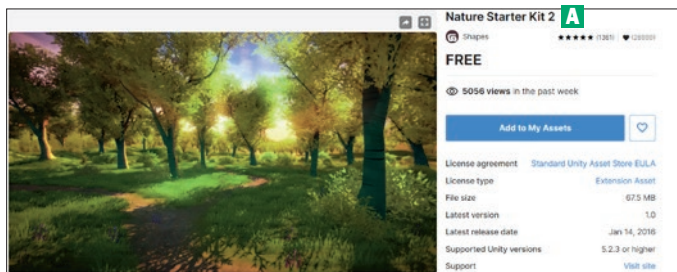 Nature Starter Kit 2 A
Shapes ★★★★★ (1361)
FREE
5056 views in the past week
Add to My Assets
License agreement Standard Unity Asset Store EULA
License type Extension Asset
File size 67.5 MB
Latest version 1.0
Latest release date Jan 14, 2016
Supported Unity versions 5.2.3 or higher
Support Visit site